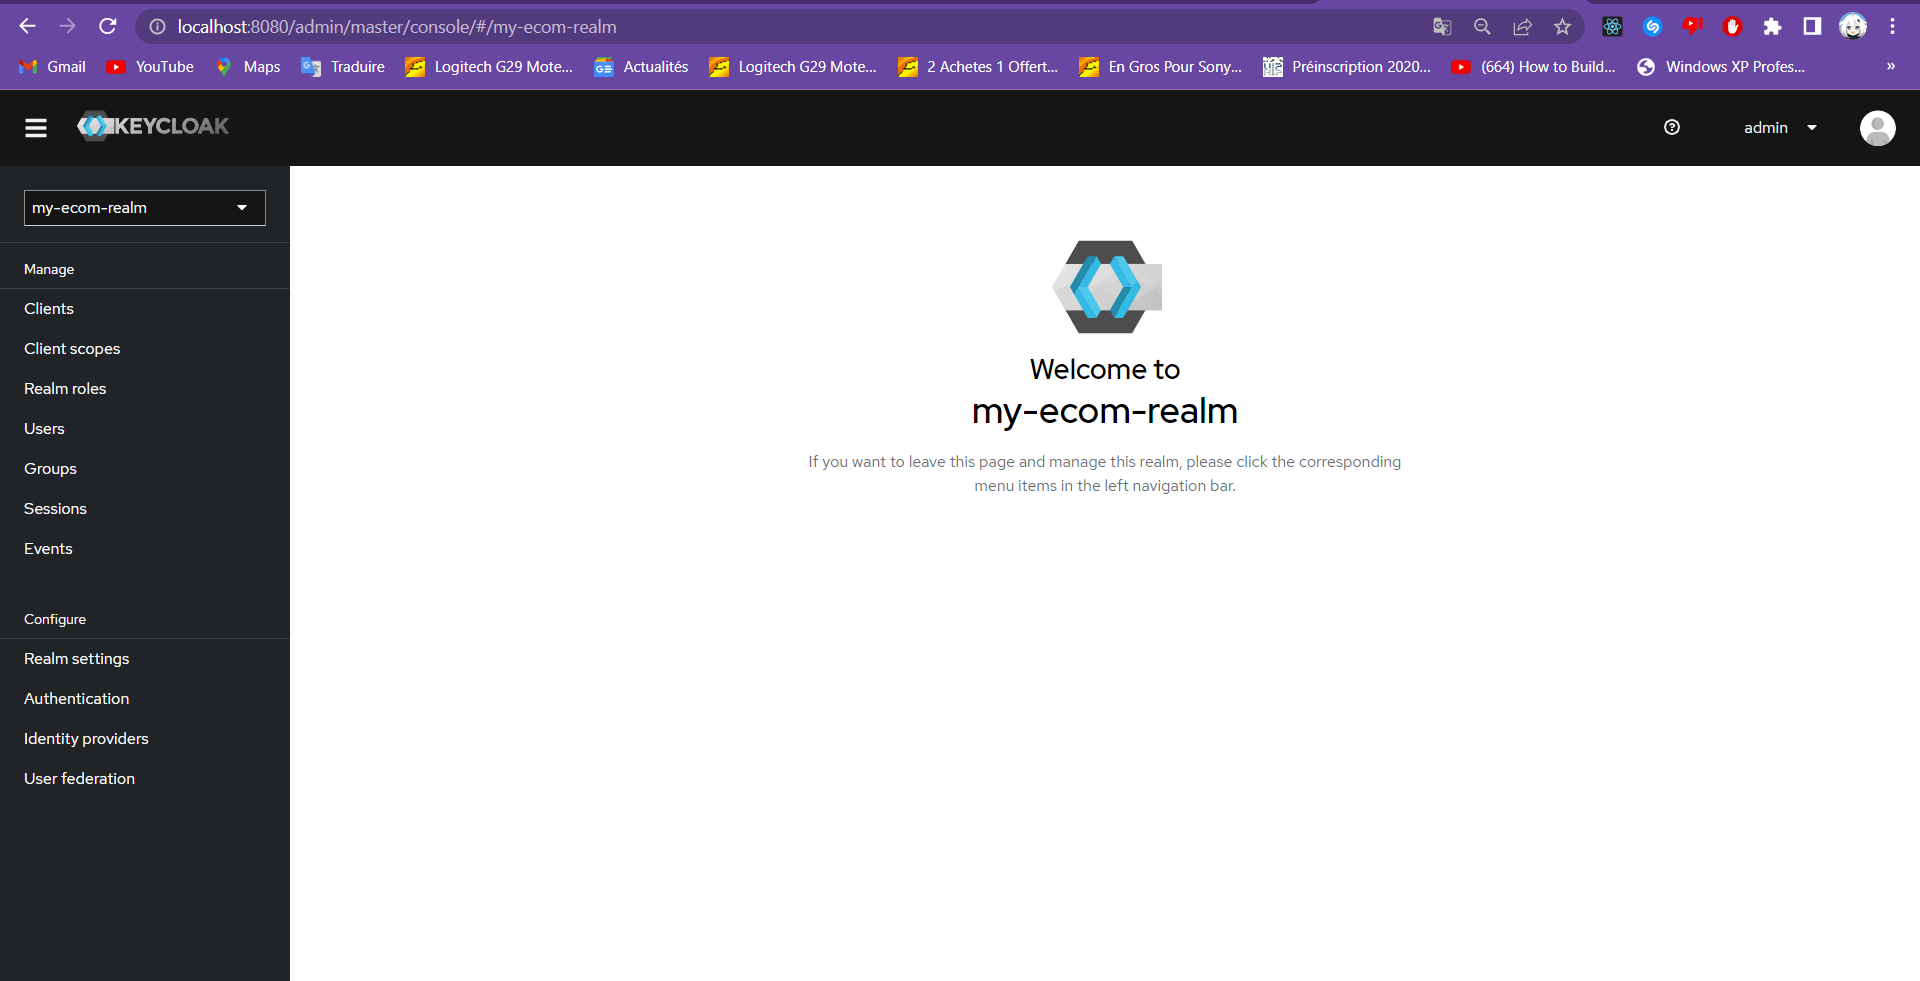 localhost:8080/admin/master/console/#/my-ecom-realm
Gmail YouTube Maps Traduire Logitech G29 Mote... Actualités Logitech G29 Mote... 2 Achetes 1 Offert... En Gros Pour Sony... Préinscription 2020... (664) How to Build... Windows XP Profes... »
KEYCLOAK
admin
my-ecom-realm
Manage
Clients
Client scopes
Realm roles
Users
Groups
Sessions
Events
Configure
Realm settings
Authentication
Identity providers
User federation
Welcome to
my-ecom-realm
If you want to leave this page and manage this realm, please click the corresponding
menu items in the left navigation bar.